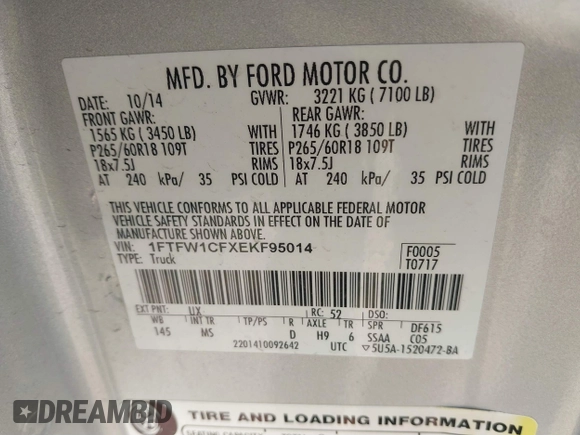 MFD. BY FORD MOTOR CO.
DATE: 10/14 GVWR: 3221 KG ( 7100 LB)
FRONT GAWR: REAR GAWR:
1565 KG ( 3450 LB) WITH 1746 KG ( 3850 LB) WITH
P265/60R18 109T TIRES P265/60R18 109T TIRES
18x7.5J RIMS 18x7.5J RIMS
AT 240 kPa/ 35 PSI COLD AT 240 kPa/ 35 PSI COLD
THIS VEHICLE CONFORMS TO ALL APPLICABLE FEDERAL MOTOR
VEHICLE SAFETY STANDARDS IN EFFECT ON THE DATE OF
MANUFACTURE SHOWN ABOVE.
VIN: 1FTFW1CFXEKF95014 F0005
TYPE: Truck T0717
EXT PNT: UX RC: 52 DSO:
WB INT TR TP/PS R AXLE TR SPR DF615
145 MS D H9 6 SSAA C05
2201410092642 UTC ▽5U5A-1520472-BA
TIRE AND LOADING INFORMATION
DREAMBID